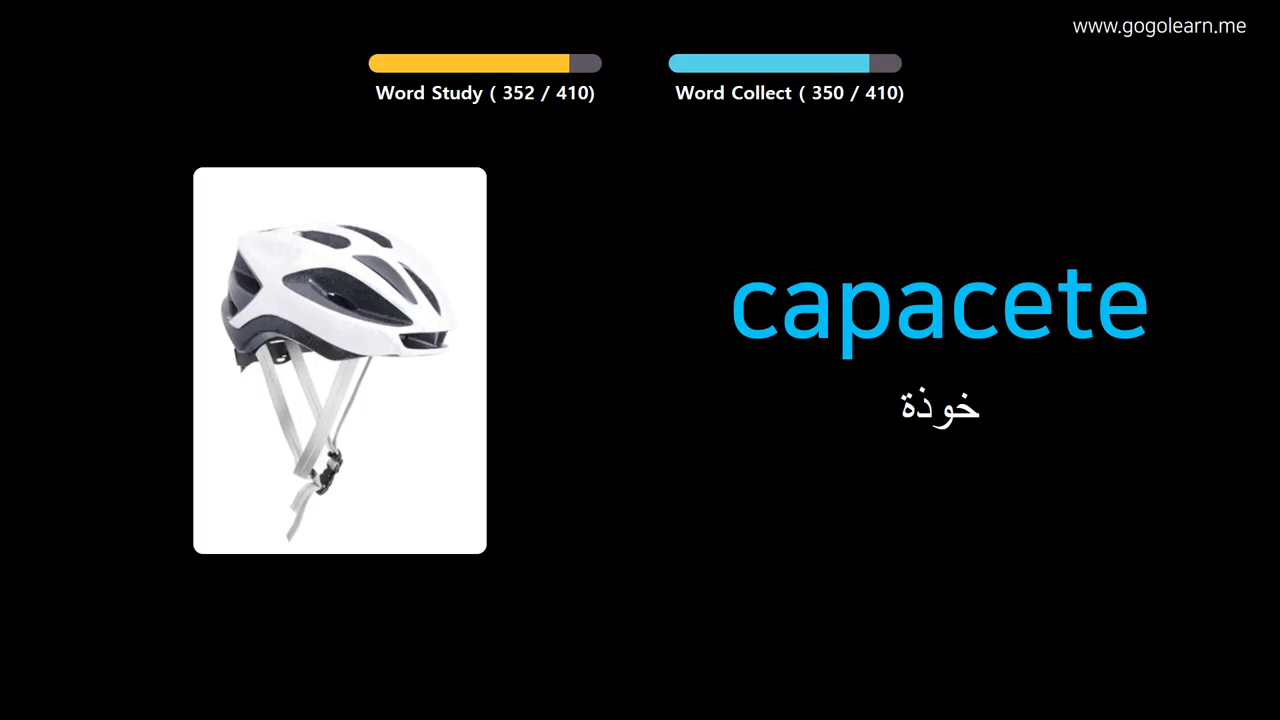 www.gogolearn.me
Word Study ( 352 / 410)
Word Collect ( 350 / 410)
capacete
خوذة